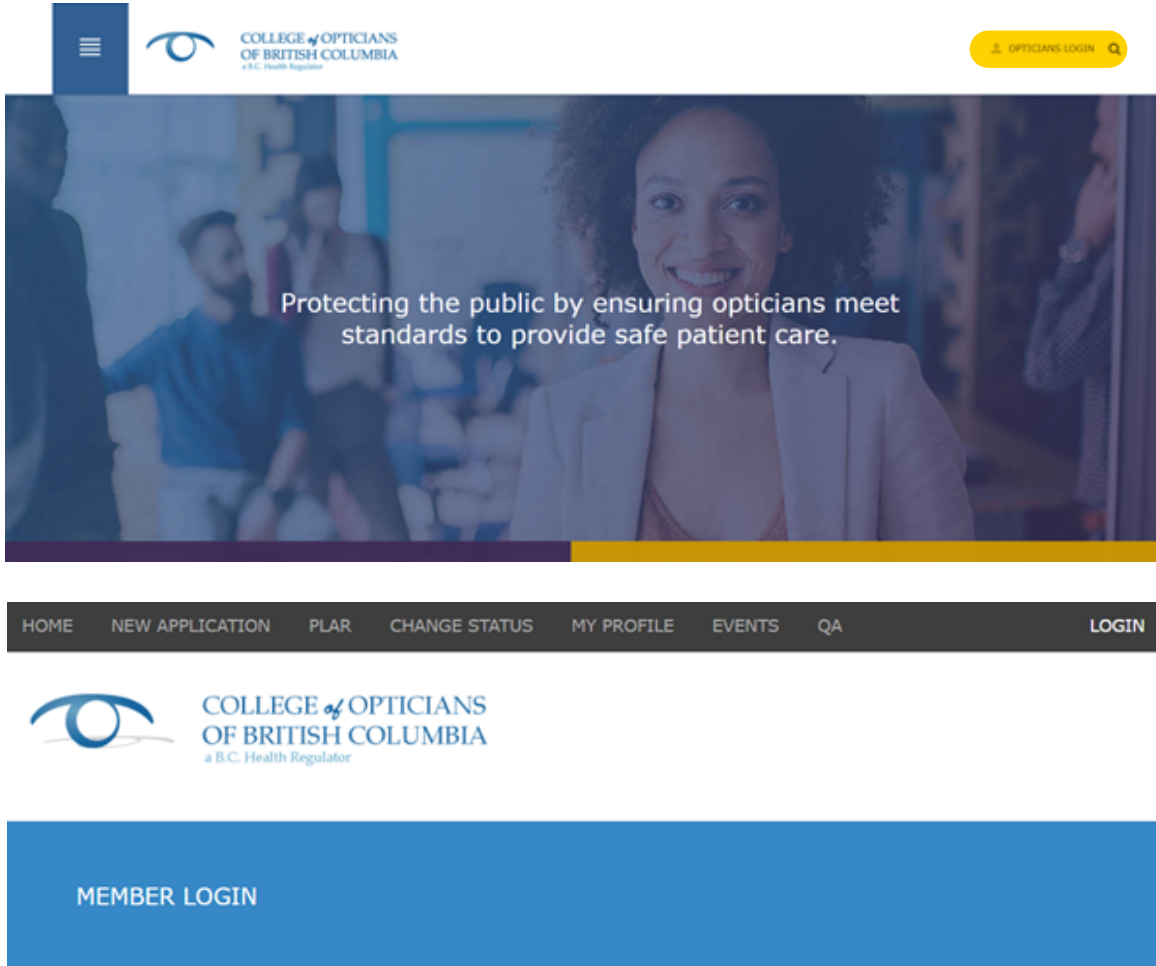 COLLEGE of OPTICIANS
OF BRITISH COLUMBIA
a B.C. Health Regulator
OPTICIANS LOGIN
Protecting the public by ensuring opticians meet
standards to provide safe patient care.
HOME NEW APPLICATION PLAR CHANGE STATUS MY PROFILE EVENTS QA LOGIN
COLLEGE of OPTICIANS
OF BRITISH COLUMBIA
a B.C. Health Regulator
MEMBER LOGIN